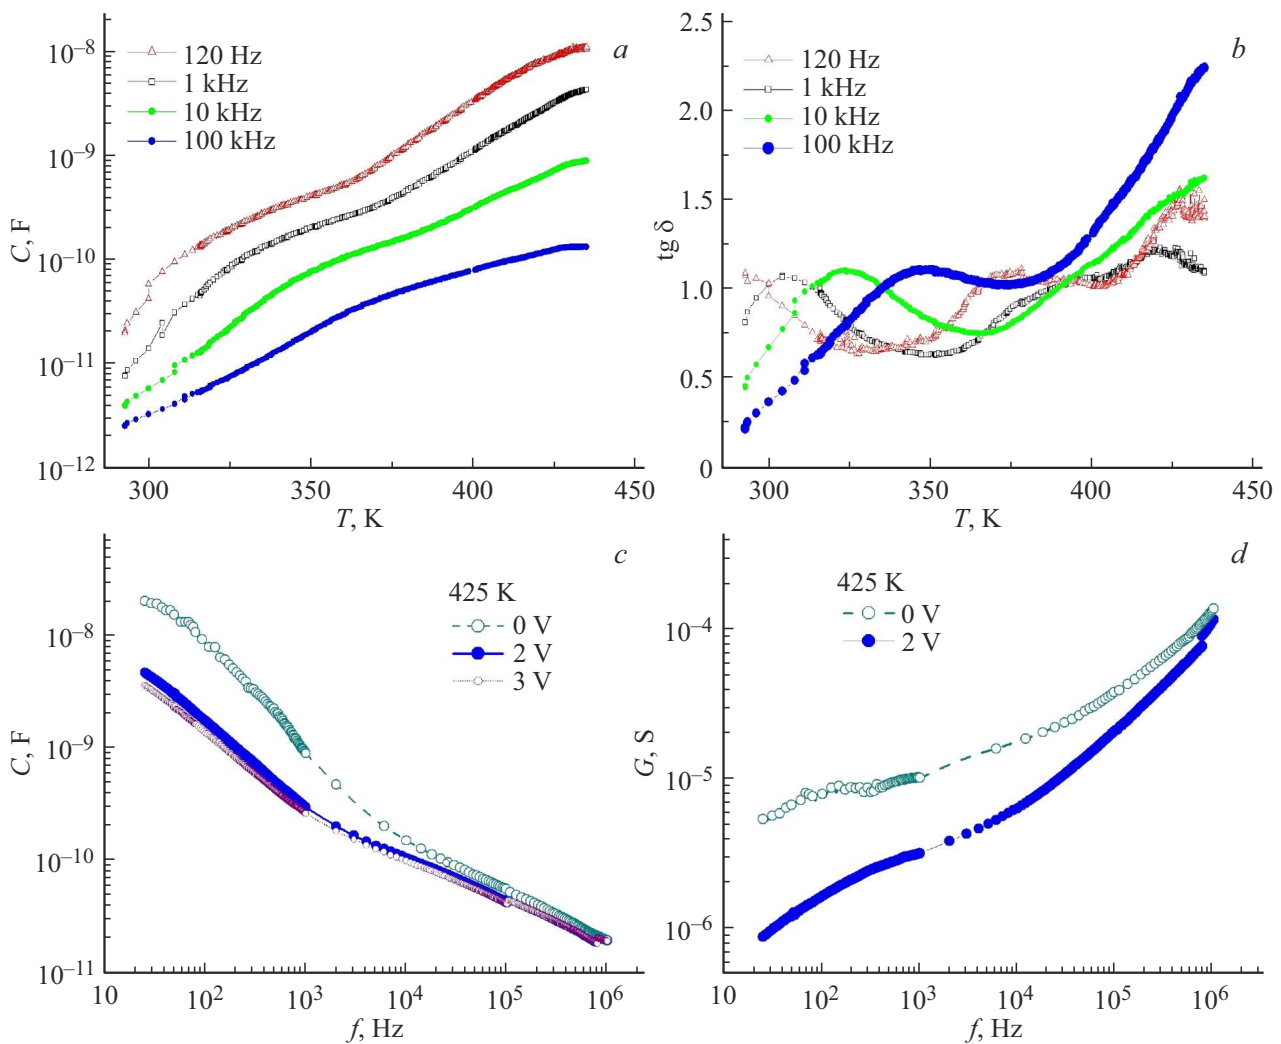 a
10⁻⁸
10⁻⁹
10⁻¹⁰
10⁻¹¹
10⁻¹²
C, F
120 Hz
1 kHz
10 kHz
100 kHz
300
350
400
450
T, K
b
2.5
2.0
1.5
1.0
0.5
0
tg δ
120 Hz
1 kHz
10 kHz
100 kHz
300
350
400
450
T, K
c
10⁻⁸
10⁻⁹
10⁻¹⁰
10⁻¹¹
C, F
425 K
0 V
2 V
3 V
10
10²
10³
10⁴
10⁵
10⁶
f, Hz
d
10⁻⁴
10⁻⁵
10⁻⁶
G, S
425 K
0 V
2 V
10
10²
10³
10⁴
10⁵
10⁶
f, Hz